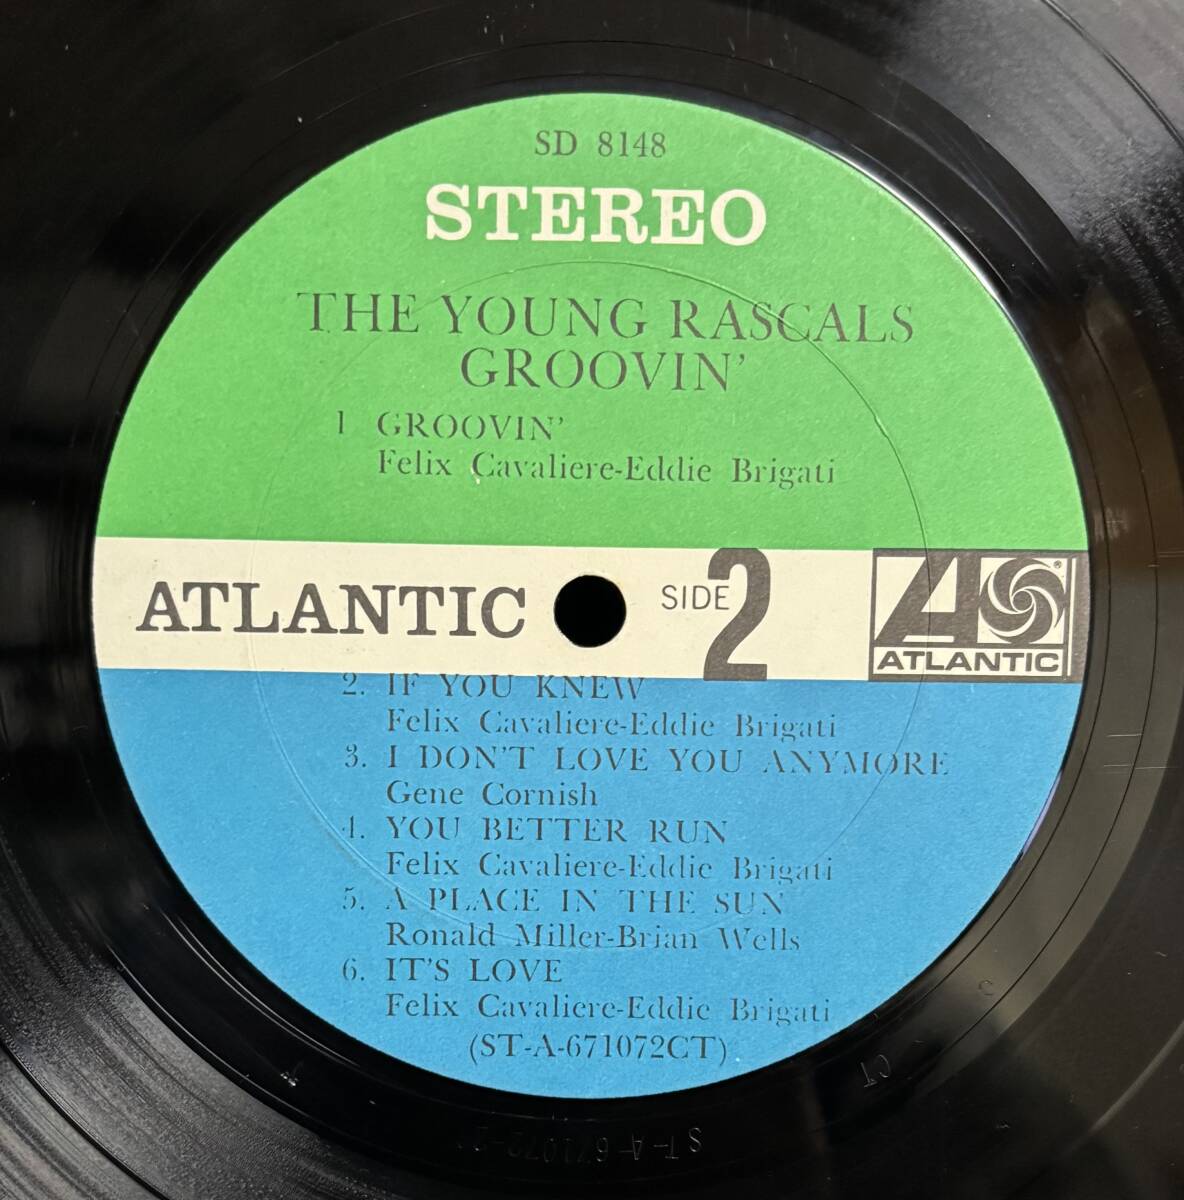 SD 8148
STEREO
THE YOUNG RASCALS
GROOVIN'
1 GROOVIN'
Felix Cavaliere-Eddie Brigati
ATLANTIC SIDE 2
ATLANTIC
2. IF YOU KNEW
Felix Cavaliere-Eddie Brigati
3. I DON'T LOVE YOU ANYMORE
Gene Cornish
4. YOU BETTER RUN
Felix Cavaliere-Eddie Brigati
5. A PLACE IN THE SUN
Ronald Miller-Brian Wells
6. IT'S LOVE
Felix Cavaliere-Eddie Brigati
(ST-A-671072CT)
CT